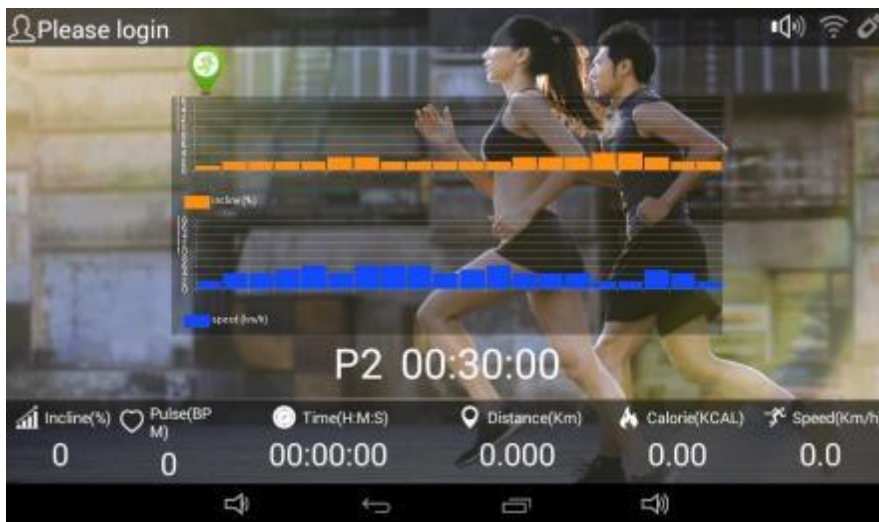 Please login
incline(%)
speed(km/h)
P2 00:30:00
Incline(%)
0
Pulse(BP
M)
0
Time(H:M:S)
00:00:00
Distance(Km)
0.000
Calorie(KCAL)
0.00
Speed(Km/h
0.0